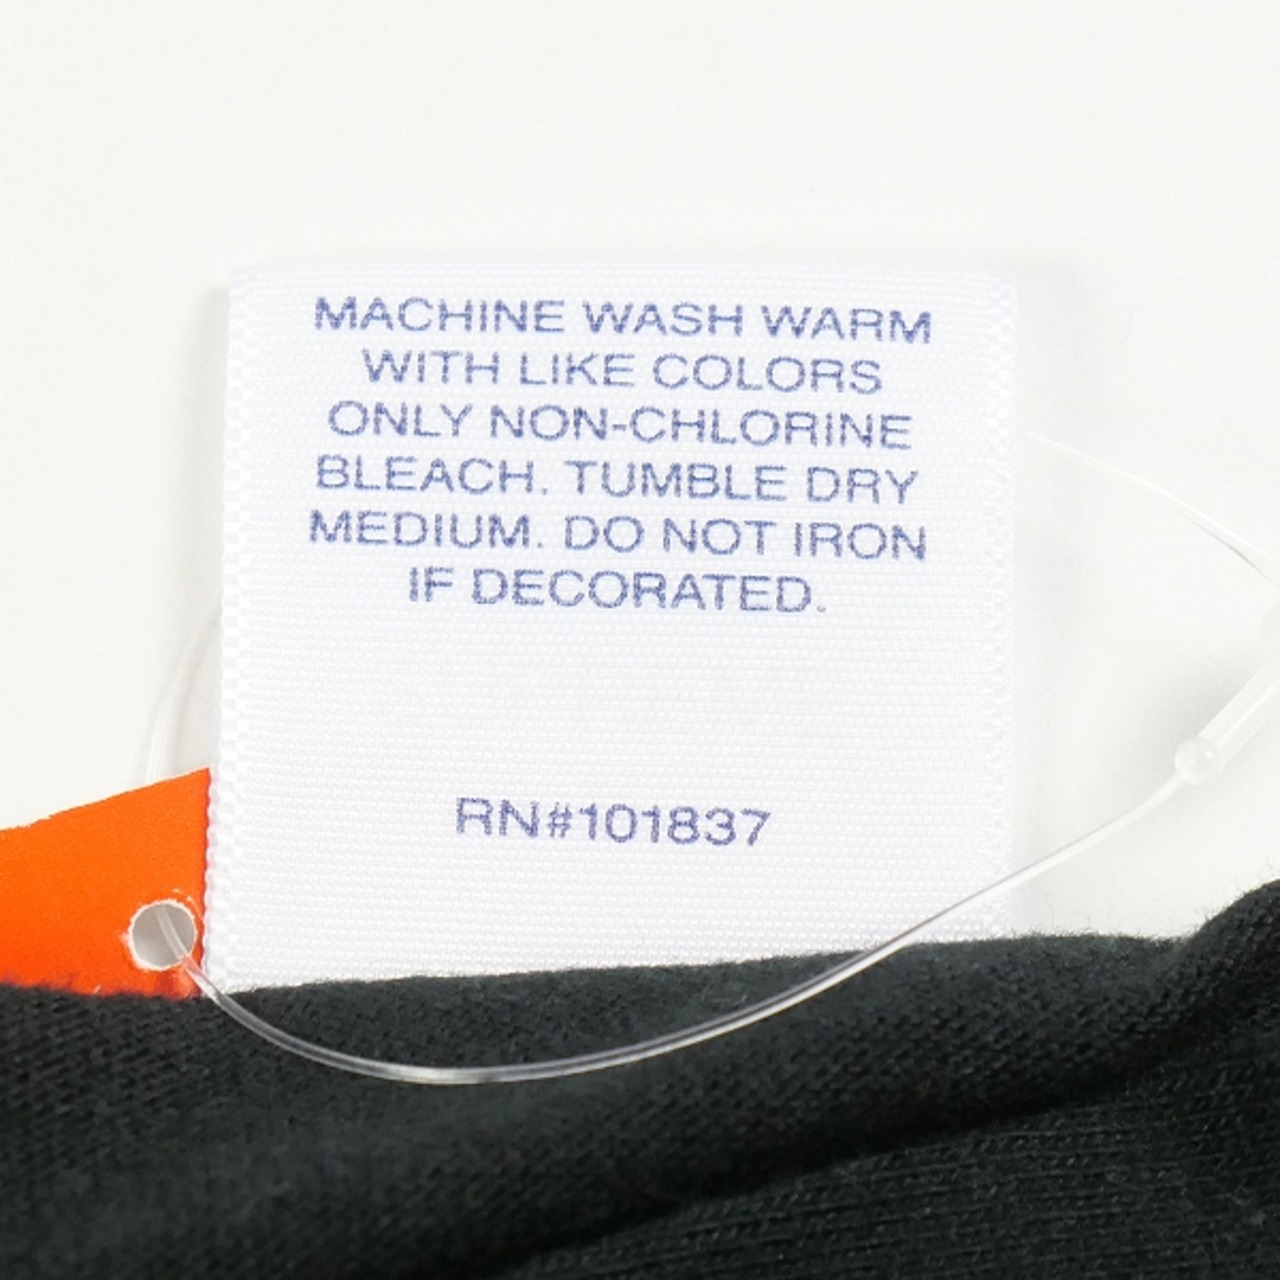 MACHINE WASH WARM
WITH LIKE COLORS
ONLY NON-CHLORINE
BLEACH. TUMBLE DRY
MEDIUM. DO NOT IRON
IF DECORATED.
RN#101837